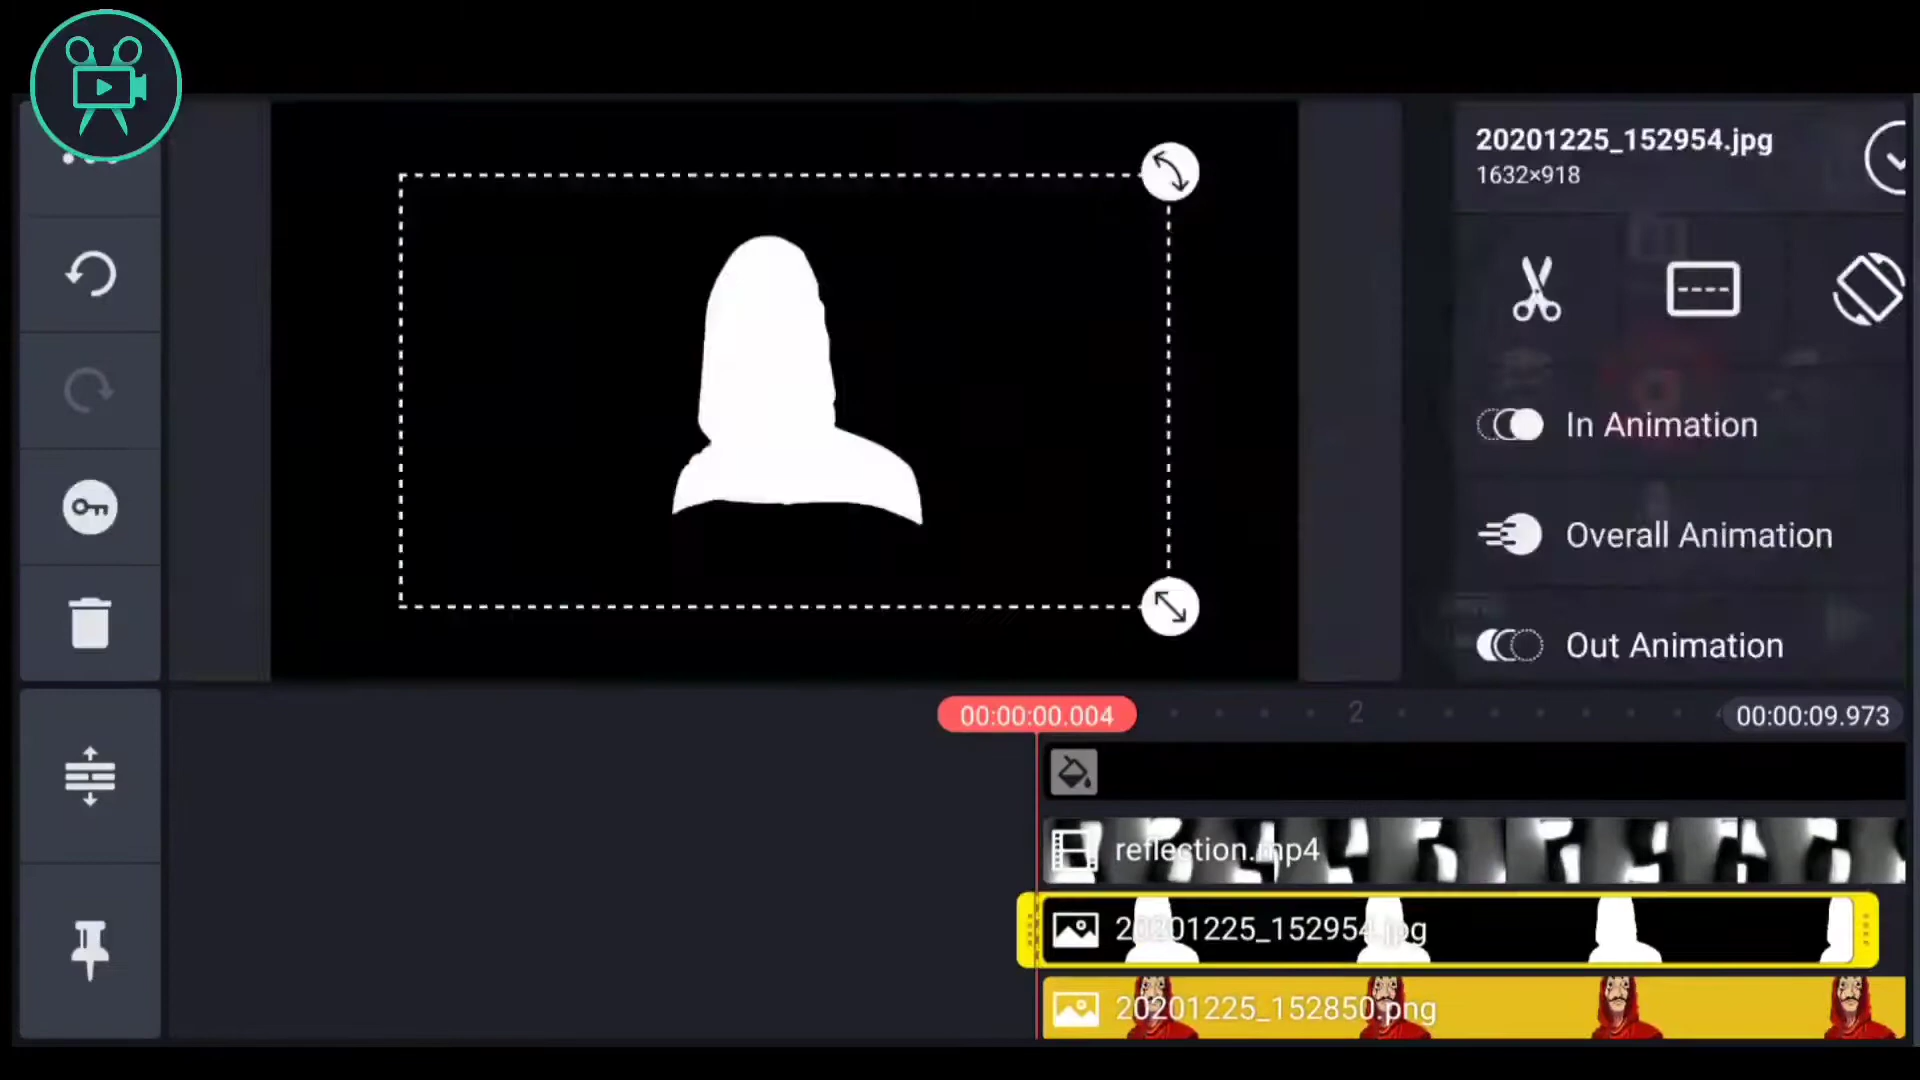 20201225_152954.jpg
1632×918
In Animation
Overall Animation
Out Animation
00:00:00.004
2
00:00:09.973
reflection.mp4
20201225_152954.jpg
20201225_152850.png